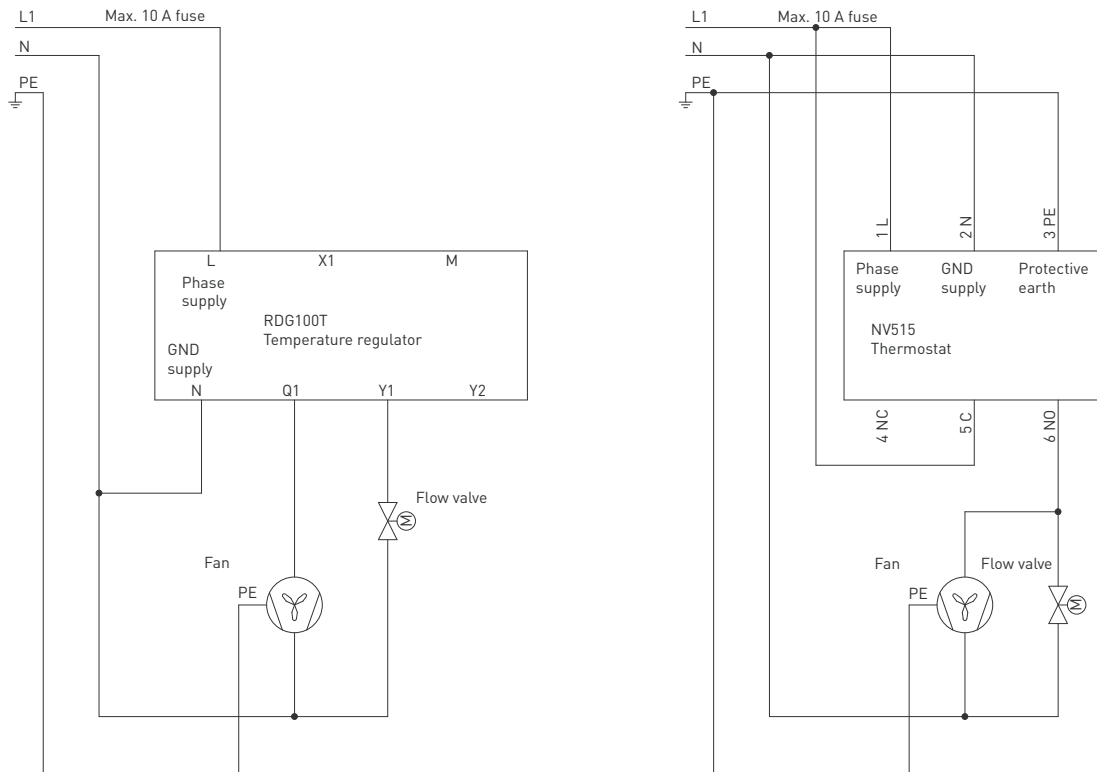 L1
Max. 10 A fuse
N
PE
L
X1
M
Phase
supply
RDG100T
Temperature regulator
GND
supply
N
Q1
Y1
Y2
Flow valve
M
Fan
PE
L1
Max. 10 A fuse
N
PE
1 L
2 N
3 PE
Phase
supply
GND
supply
Protective
earth
NV515
Thermostat
4 NC
5 C
6 NO
Fan
Flow valve
PE
M